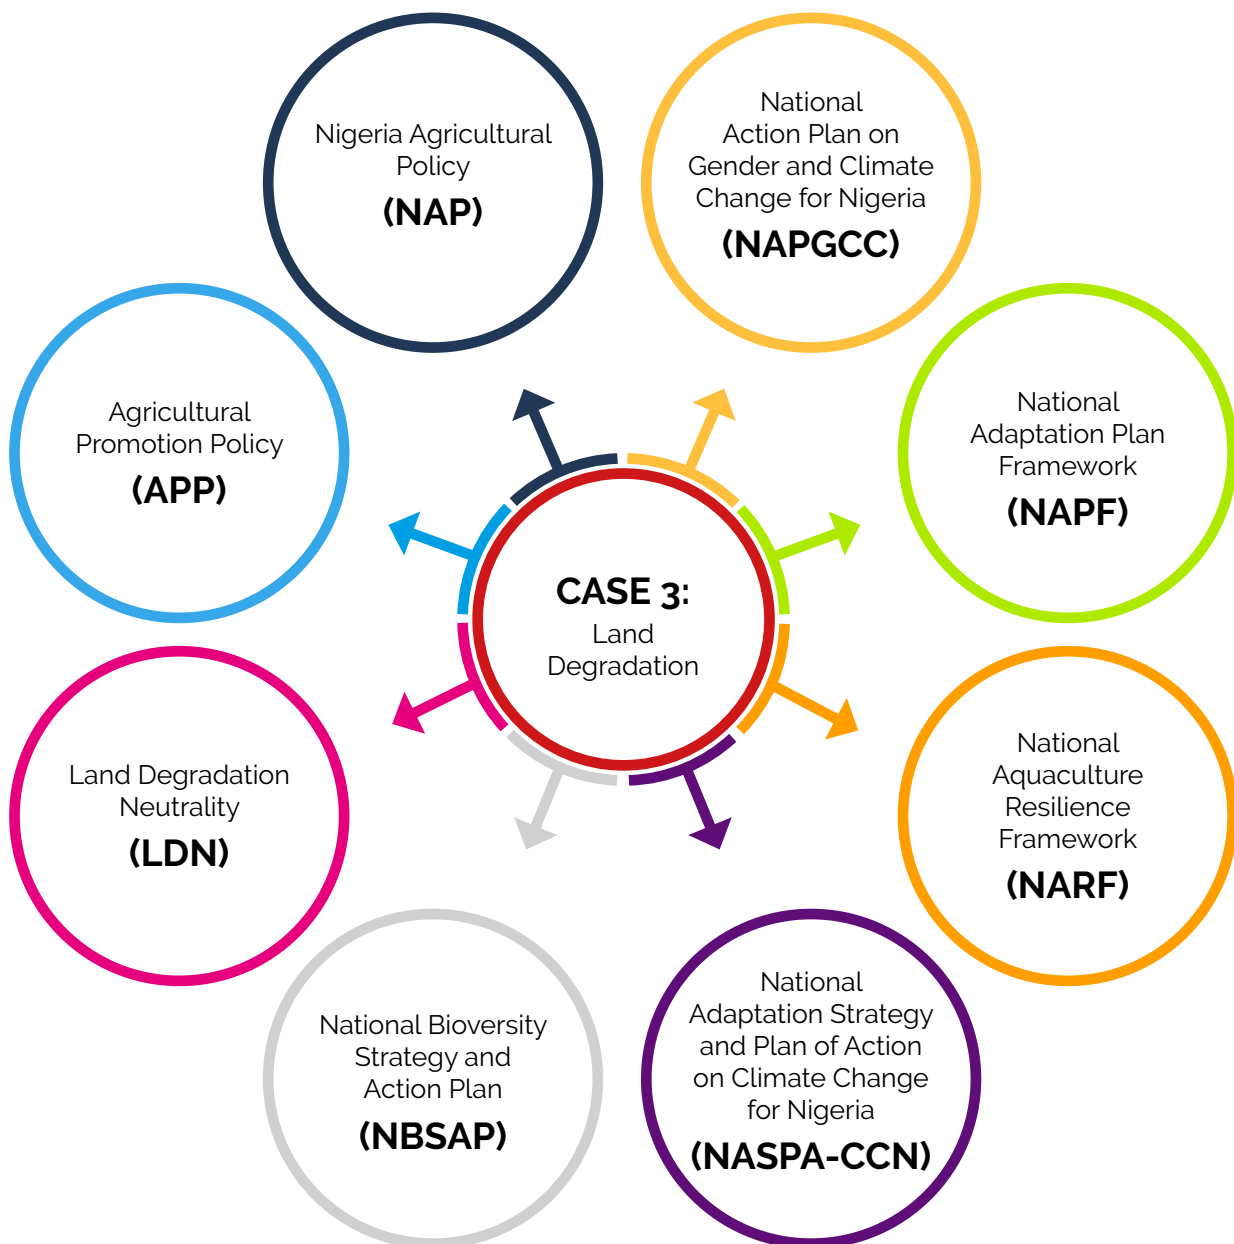 Nigeria Agricultural
Policy
(NAP)
National
Action Plan on
Gender and Climate
Change for Nigeria
(NAPGCC)
Agricultural
Promotion Policy
(APP)
National
Adaptation Plan
Framework
(NAPF)
CASE 3:
Land
Degradation
Land Degradation
Neutrality
(LDN)
National
Aquaculture
Resilience
Framework
(NARF)
National Bioversity
Strategy and
Action Plan
(NBSAP)
National
Adaptation Strategy
and Plan of Action
on Climate Change
for Nigeria
(NASPA-CCN)